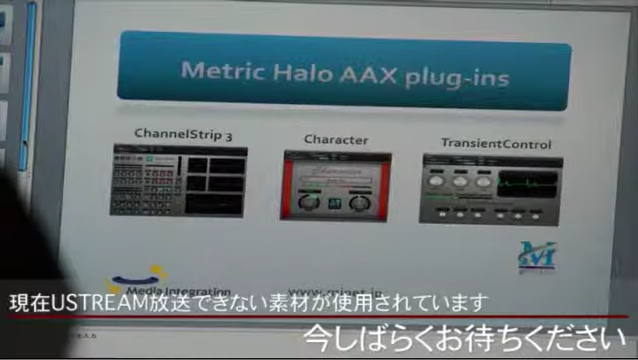 Metric Halo AAX plug-ins
ChannelStrip 3
Character
TransientControl
Character
Media Integration
www.minet.jp
現在USTREAM放送できない素材が使用されています
今しばらくお待ちください